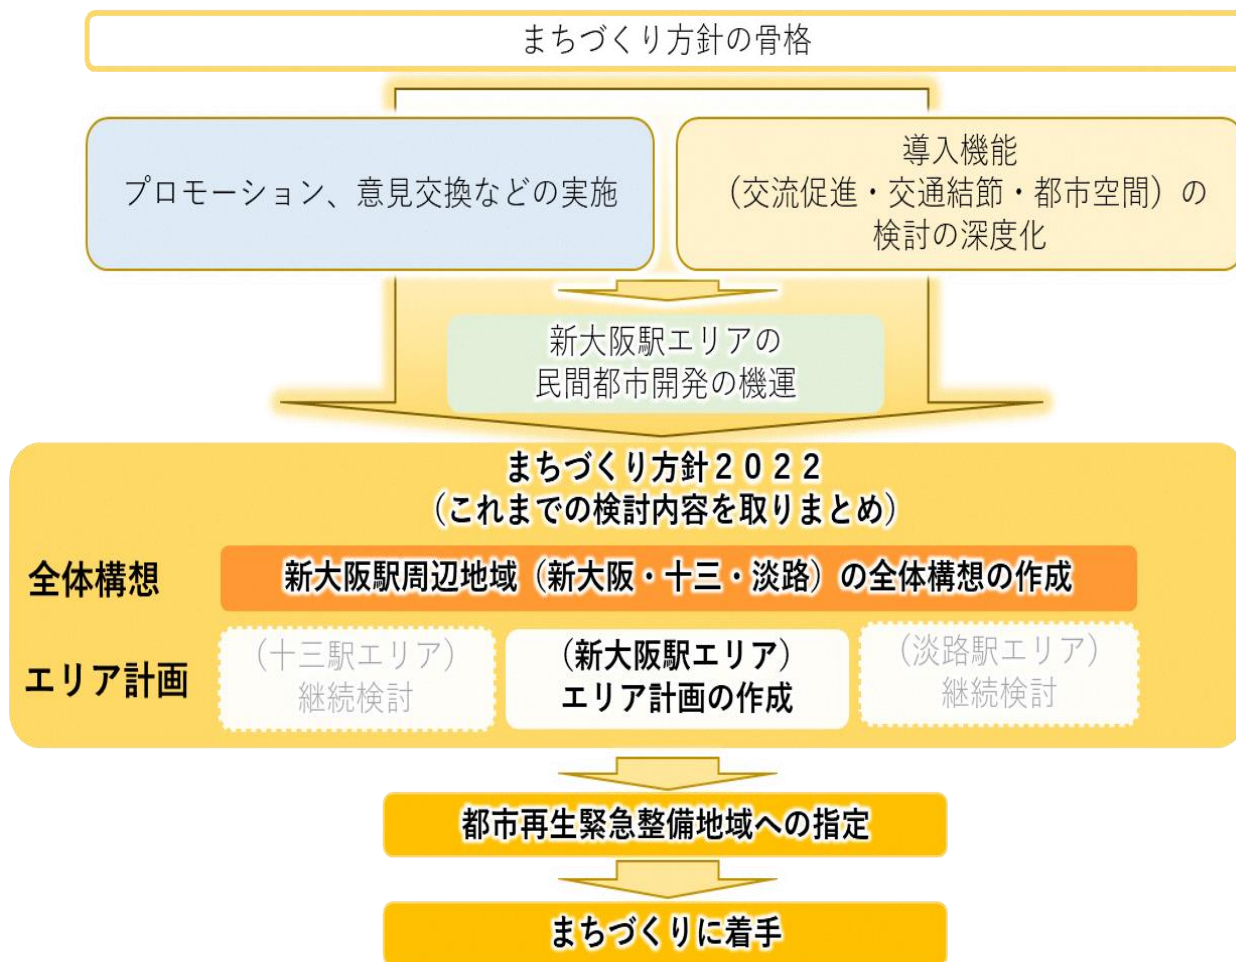 まちづくり方針の骨格
プロモーション、意見交換などの実施
導入機能
（交流促進・交通結節・都市空間）の
検討の深度化
新大阪駅エリアの
民間都市開発の機運
まちづくり方針２０２２
（これまでの検討内容を取りまとめ）
全体構想
新大阪駅周辺地域（新大阪・十三・淡路）の全体構想の作成
エリア計画
（十三駅エリア）
継続検討
（新大阪駅エリア）
エリア計画の作成
（淡路駅エリア）
継続検討
都市再生緊急整備地域への指定
まちづくりに着手